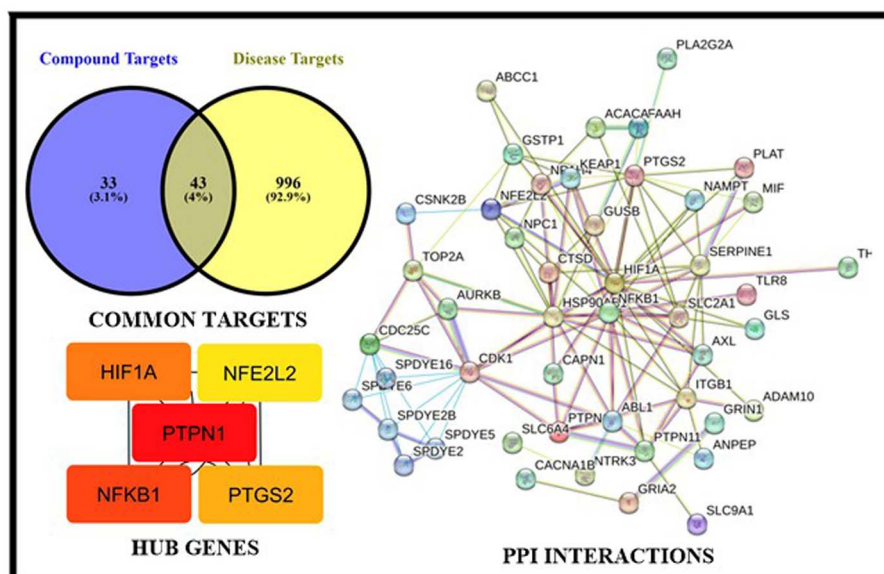 Compound Targets
Disease Targets
33
(3.1%)
43
(4%)
996
(92.9%)
COMMON TARGETS
HIF1A
NFE2L2
PTPN1
NFKB1
PTGS2
HUB GENES
PLA2G2A
ABCC1
ACACA
FAAH
GSTP1
KEAP1
PTGS2
PLAT
CSNK2B
NFE2L2
NAMPT
MIF
GUSB
NPC1
TOP2A
CTSD
HIF1A
SERPINE1
TH
TLR8
AURKB
NFKB1
SLC2A1
GLS
CDC25C
AXL
SPDYE16
CDK1
CAPN1
ITGB1
ADAM10
SPDYE2B
SPDYE5
SLC6A4
ABL1
GRIN1
SPDYE2
PTPN11
ANPEP
CACNA1B
NTRK3
GRIA2
SLC9A1
PPI INTERACTIONS